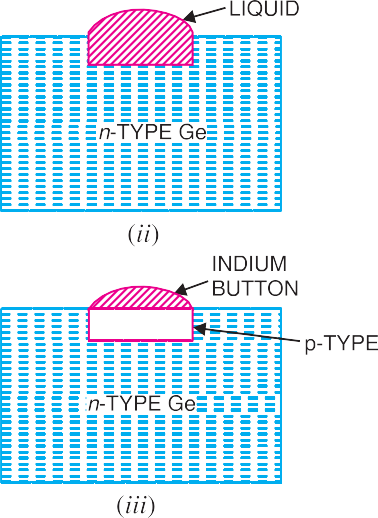 LIQUID
n-TYPE Ge
(ii)
INDIUM
BUTTON
p-TYPE
n-TYPE Ge
(iii)